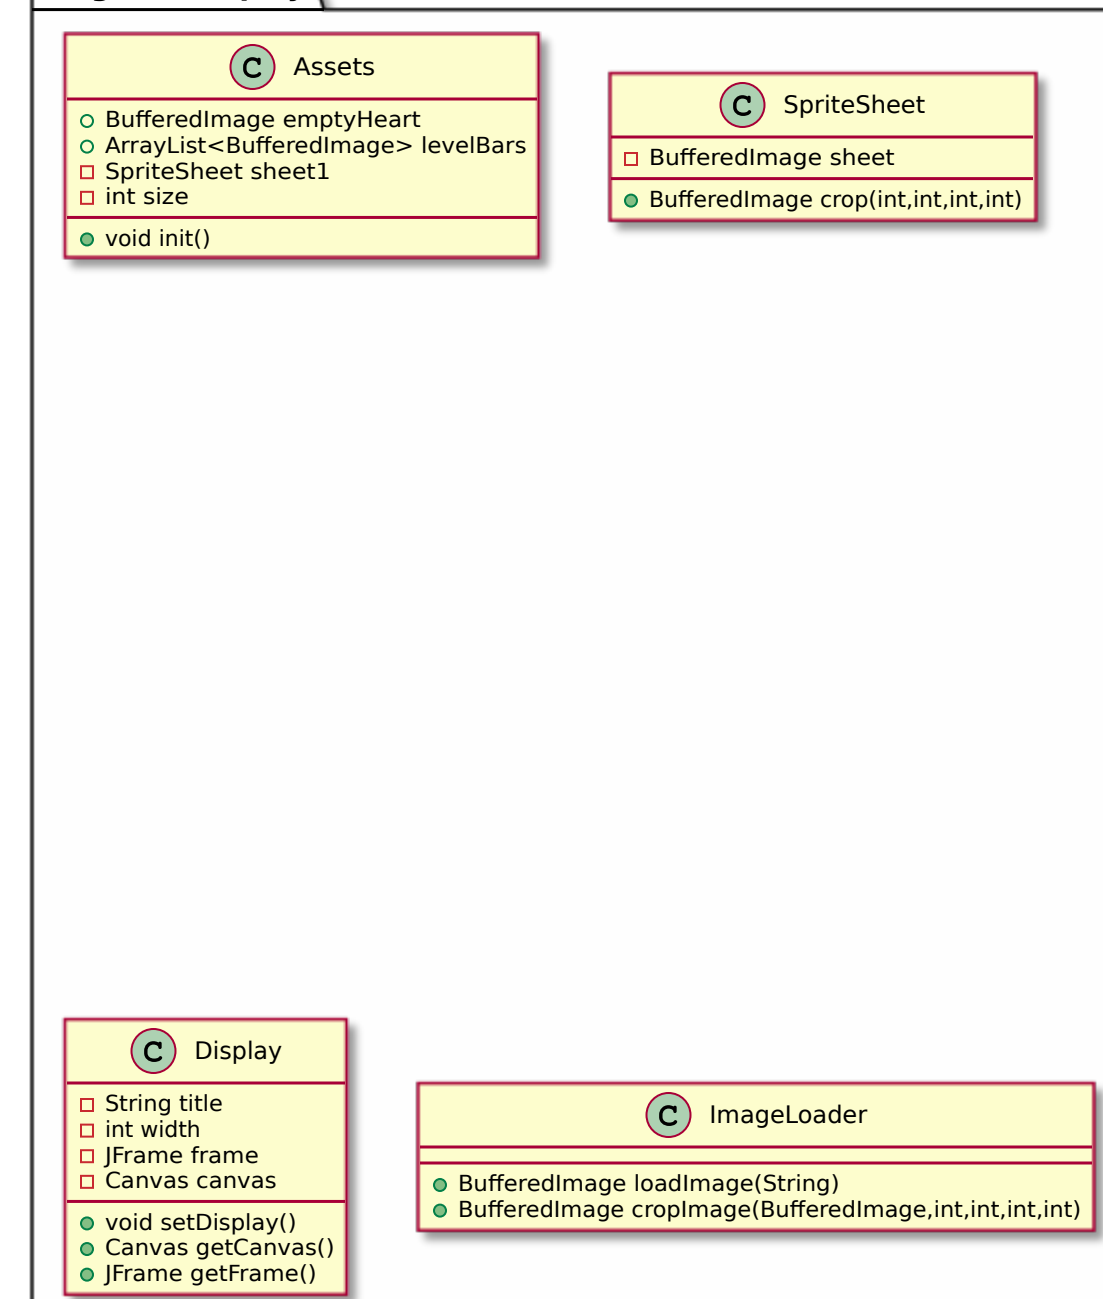 C Assets
BufferedImage emptyHeart
ArrayList<BufferedImage> levelBars
SpriteSheet sheet1
int size
void init()
C SpriteSheet
BufferedImage sheet
BufferedImage crop(int,int,int,int)
C Display
String title
int width
JFrame frame
Canvas canvas
void setDisplay()
Canvas getCanvas()
JFrame getFrame()
C ImageLoader
BufferedImage loadImage(String)
BufferedImage cropImage(BufferedImage,int,int,int,int)